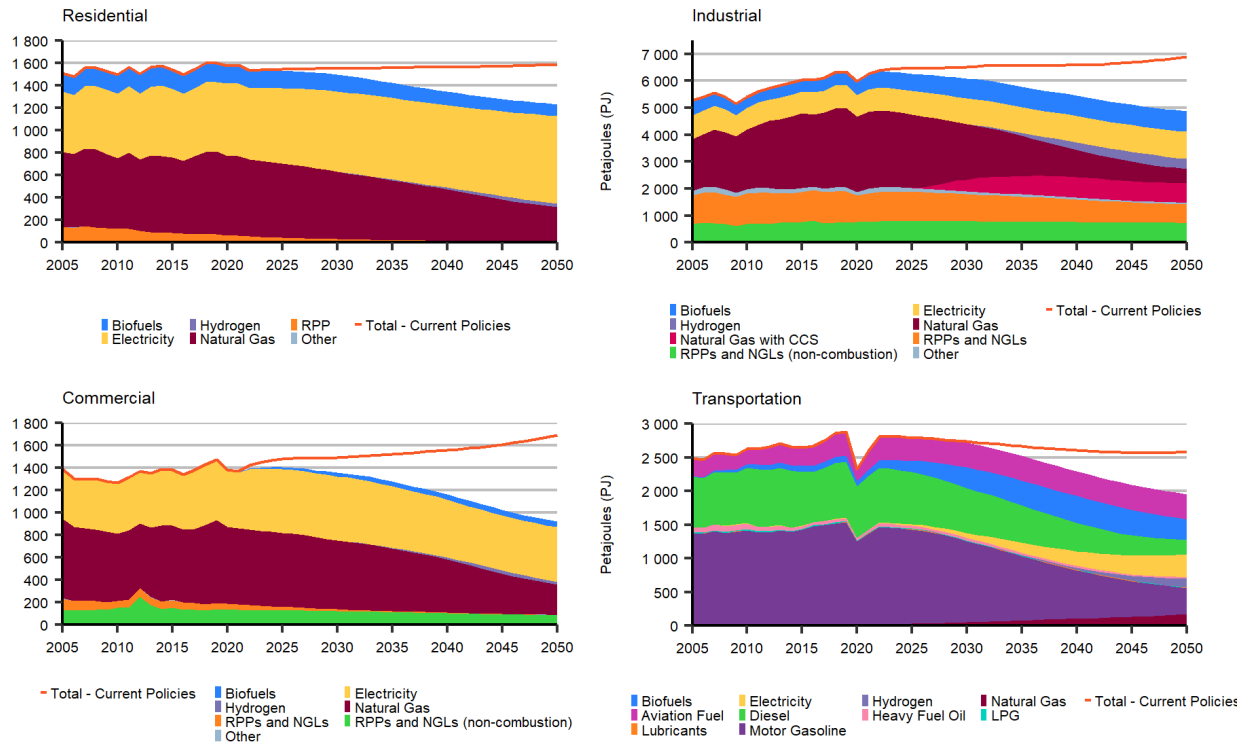 Residential
1 800
1 600
1 400
1 200
1 000
800
600
400
200
0
2005 2010 2015 2020 2025 2030 2035 2040 2045 2050
Biofuels Hydrogen RPP Total - Current Policies
Electricity Natural Gas Other
Industrial
Petajoules (PJ)
7 000
6 000
5 000
4 000
3 000
2 000
1 000
0
2005 2010 2015 2020 2025 2030 2035 2040 2045 2050
Biofuels Electricity
Hydrogen Natural Gas
Natural Gas with CCS RPPs and NGLs
RPPs and NGLs (non-combustion) Other
Total - Current Policies
Commercial
1 800
1 600
1 400
1 200
1 000
800
600
400
200
0
2005 2010 2015 2020 2025 2030 2035 2040 2045 2050
Total - Current Policies Biofuels Electricity
Hydrogen Natural Gas
RPPs and NGLs RPPs and NGLs (non-combustion)
Other
Transportation
Petajoules (PJ)
3 000
2 500
2 000
1 500
1 000
500
0
2005 2010 2015 2020 2025 2030 2035 2040 2045 2050
Biofuels Electricity Hydrogen Natural Gas Total - Current Policies
Aviation Fuel Diesel Heavy Fuel Oil LPG
Lubricants Motor Gasoline